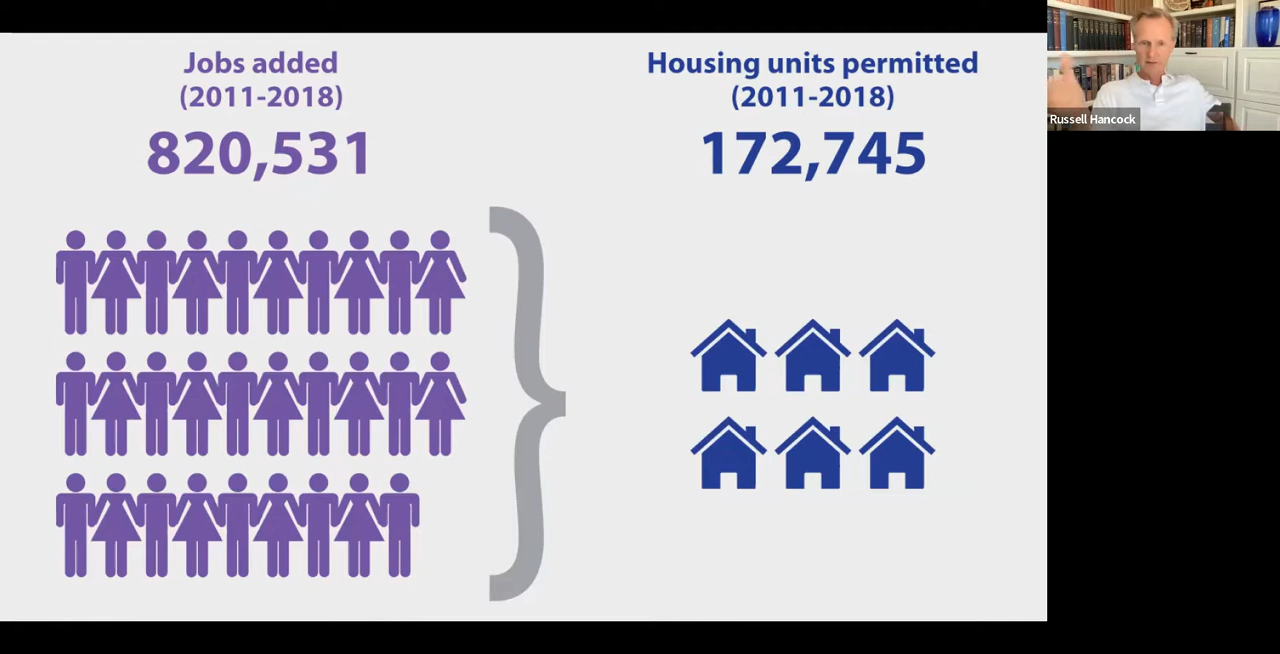 Jobs added
(2011-2018)
820,531
Housing units permitted
(2011-2018)
172,745
Russell Hancock